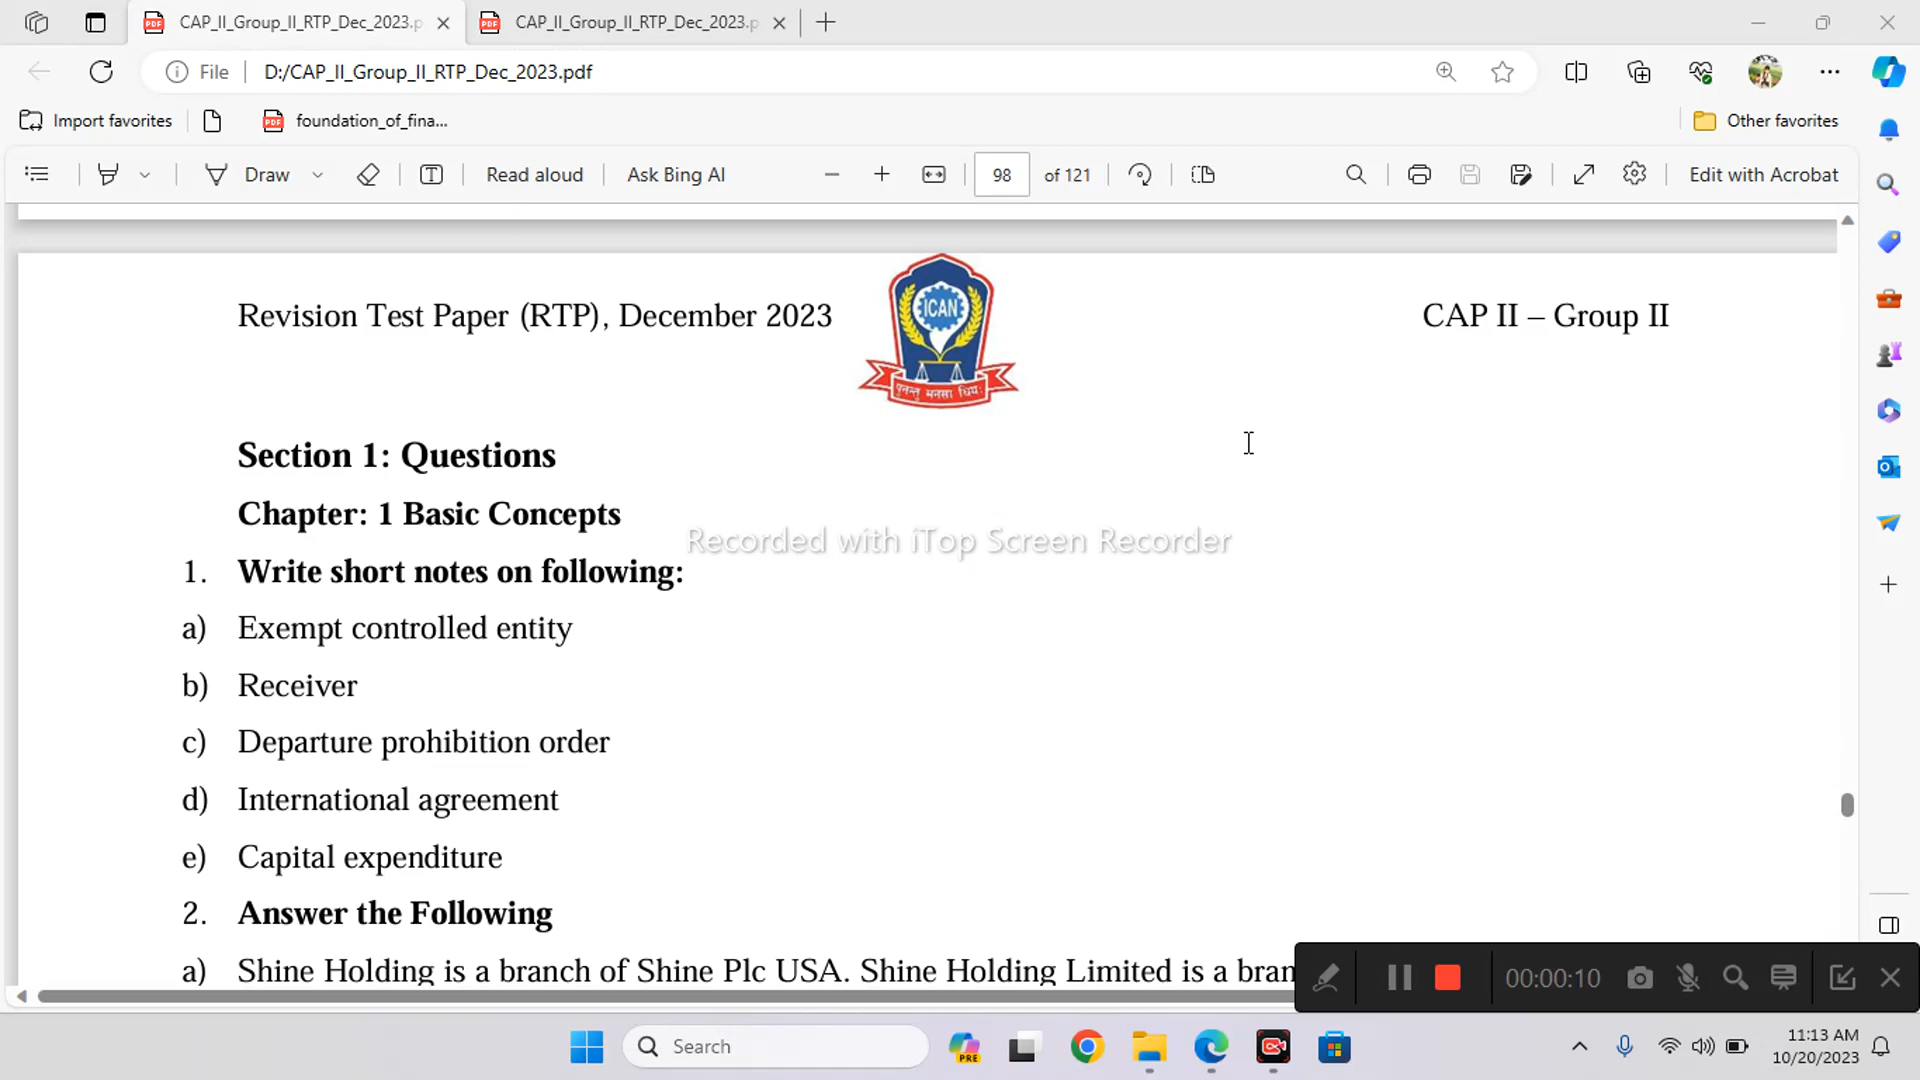 CAP_II_Group_II_RTP_Dec_2023.p
CAP_II_Group_II_RTP_Dec_2023.p
File
D:/CAP_II_Group_II_RTP_Dec_2023.pdf
Import favorites
foundation_of_fina...
Other favorites
Draw
Read aloud
Ask Bing AI
98
of 121
Edit with Acrobat
Revision Test Paper (RTP), December 2023
ICAN
पुनन्तु मनसा धियः
CAP II – Group II
Section 1: Questions
Chapter: 1 Basic Concepts
Recorded with iTop Screen Recorder
1. Write short notes on following:
a) Exempt controlled entity
b) Receiver
c) Departure prohibition order
d) International agreement
e) Capital expenditure
2. Answer the Following
a) Shine Holding is a branch of Shine Plc USA. Shine Holding Limited is a bran
00:00:10
Search
PRE
11:13 AM
10/20/2023